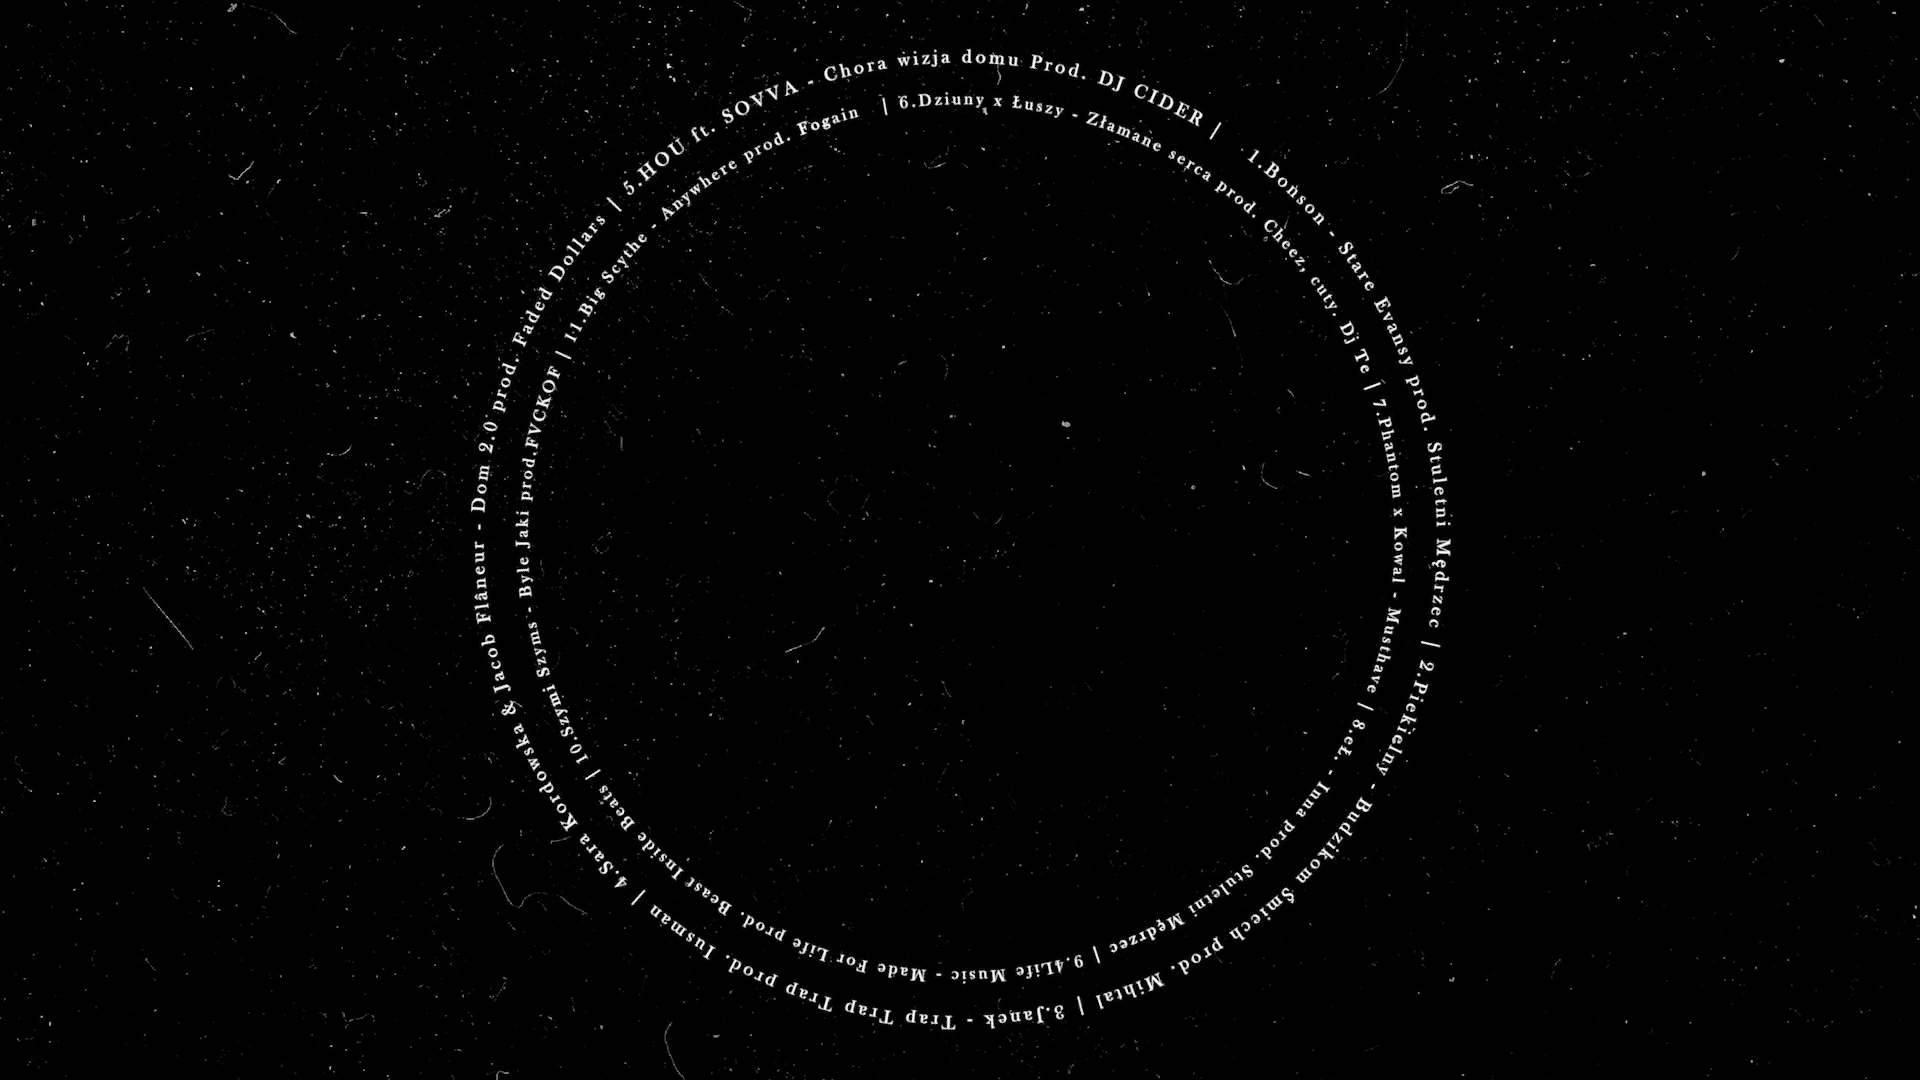 1.Bonson - Stare Evansy prod. Stuletni Mędrzec | 2.Piekielny - Budzikom Śmiech prod. Mihtal | 3.Janek - Trap Trap Trap prod. Iusman | 4.Sara Kordowska & Jacob Flâneur - Dom 2.0 prod. Faded Dollars | 5.HOU ft. SOVVA - Chora wizja domu Prod. DJ CIDER |
| 6.Dziuny x Łuszy - Złamane serca prod. Cheez, cuty. Dj Te | 7.Phantom x Kowal - Musthave | 8.eŁ. - Inna prod. Stuletni Mędrzec | 9.4Life Music - Made For Life prod. Beast Inside Beats | 10.Szymi Szyms - Byle Jaki prod.FVCKOF | 11.Big Scythe - Anywhere prod. Fogain